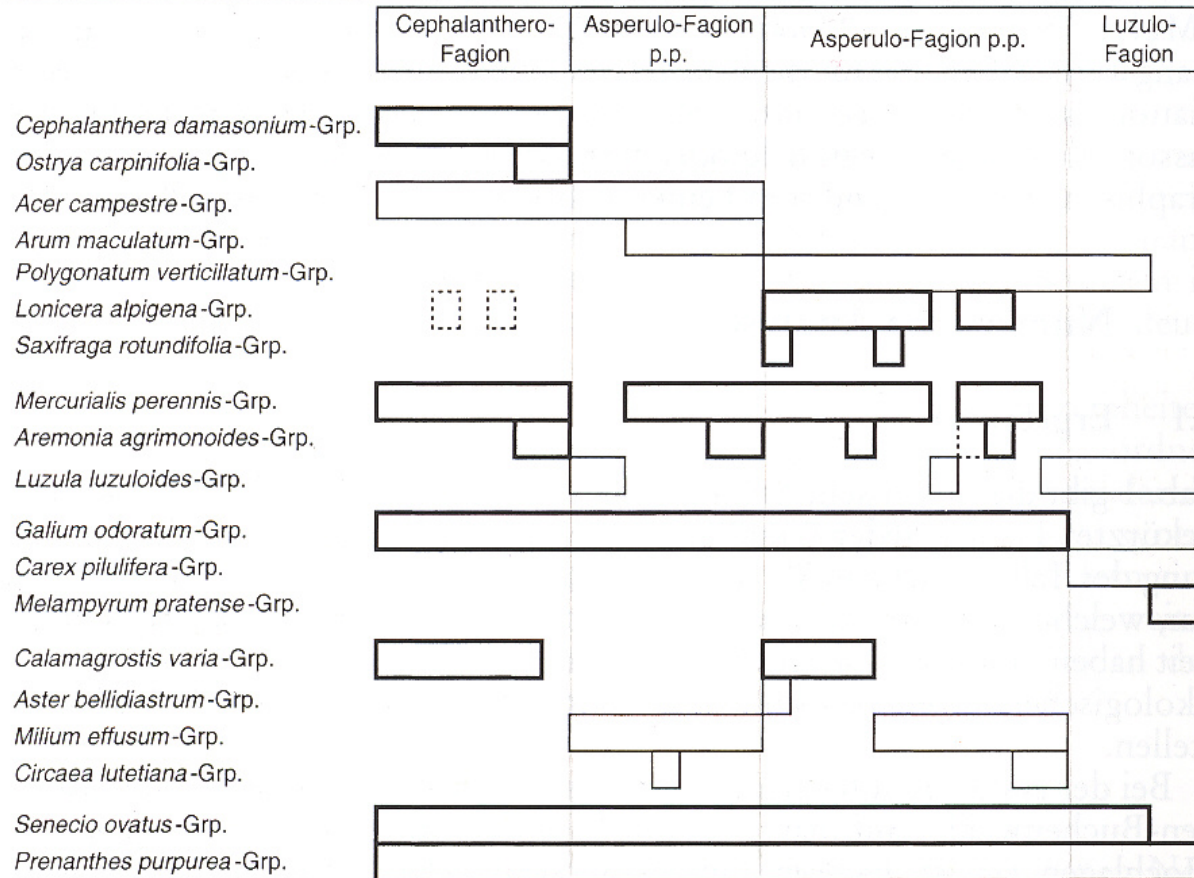 Cephalanthero-
Fagion
Asperulo-Fagion
p.p.
Asperulo-Fagion p.p.
Luzulo-
Fagion
Cephalanthera damasonium-Grp.
Ostrya carpinifolia-Grp.
Acer campestre-Grp.
Arum maculatum-Grp.
Polygonatum verticillatum-Grp.
Lonicera alpigena-Grp.
Saxifraga rotundifolia-Grp.
Mercurialis perennis-Grp.
Aremonia agrimonoides-Grp.
Luzula luzuloides-Grp.
Galium odoratum-Grp.
Carex pilulifera-Grp.
Melampyrum pratense-Grp.
Calamagrostis varia-Grp.
Aster bellidiastrum-Grp.
Milium effusum-Grp.
Circaea lutetiana-Grp.
Senecio ovatus-Grp.
Prenanthes purpurea-Grp.